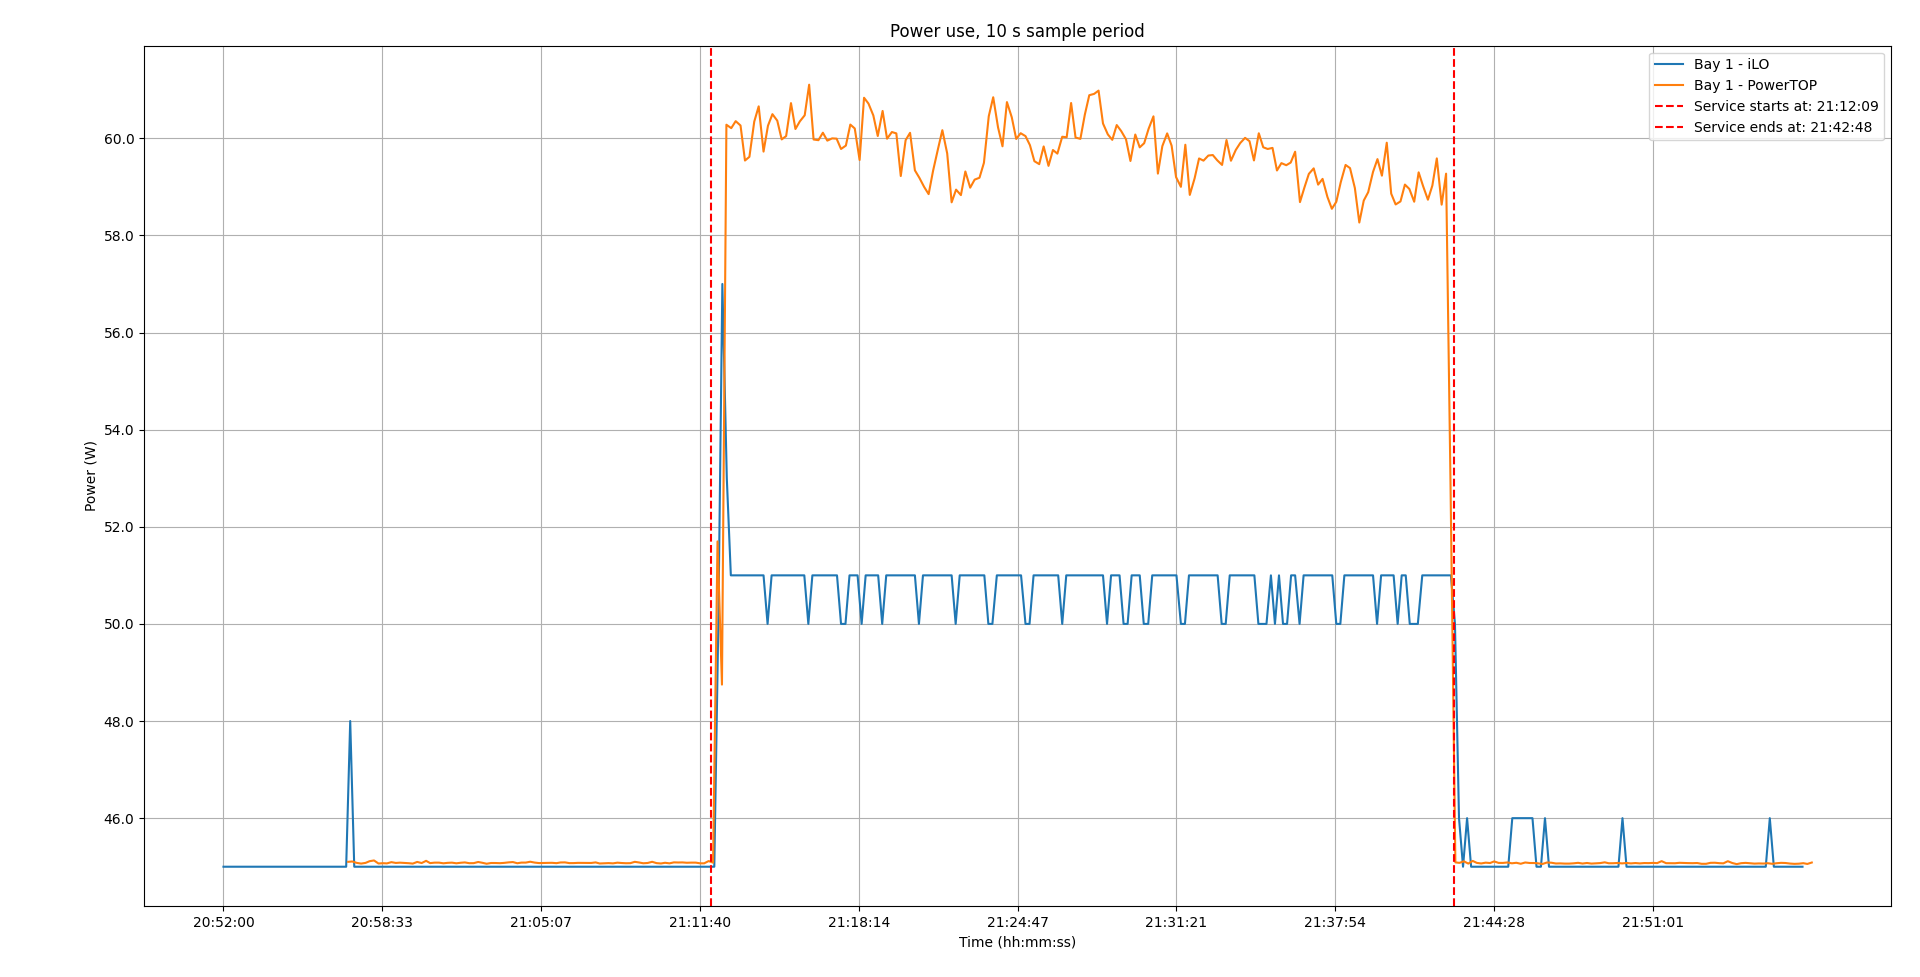 Power use, 10 s sample period
Bay 1 - iLO
Bay 1 - PowerTOP
Service starts at: 21:12:09
Service ends at: 21:42:48
60.0
58.0
56.0
54.0
52.0
50.0
48.0
46.0
Power (W)
20:52:00 20:58:33 21:05:07 21:11:40 21:18:14 21:24:47 21:31:21 21:37:54 21:44:28 21:51:01
Time (hh:mm:ss)